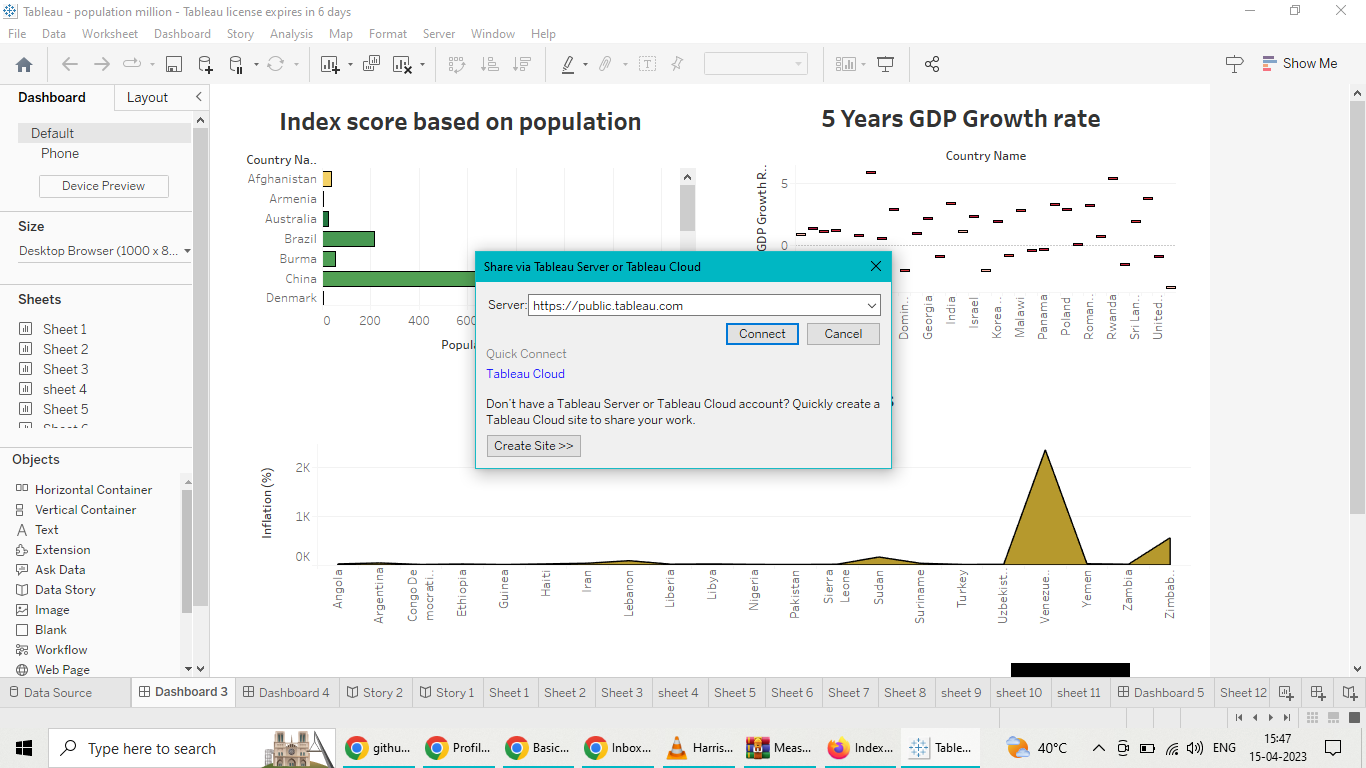 Tableau - population million - Tableau license expires in 6 days
File Data Worksheet Dashboard Story Analysis Map Format Server Window Help
Show Me
Dashboard Layout
Default
Phone
Device Preview
Size
Desktop Browser (1000 x 8...
Sheets
Sheet 1
Sheet 2
Sheet 3
sheet 4
Sheet 5
Objects
Horizontal Container
Vertical Container
Text
Extension
Ask Data
Data Story
Image
Blank
Workflow
Web Page
Index score based on population
Country Na..
Afghanistan
Armenia
Australia
Brazil
Burma
China
Denmark
0 200 400 600
Popula
5 Years GDP Growth rate
Country Name
GDP Growth R..
5
0
Domin..
Georgia
India
Israel
Korea ..
Malawi
Panama
Poland
Roman..
Rwanda
Sri Lan..
United..
Share via Tableau Server or Tableau Cloud
Server: https://public.tableau.com
Connect Cancel
Quick Connect
Tableau Cloud
Don't have a Tableau Server or Tableau Cloud account? Quickly create a
Tableau Cloud site to share your work.
Create Site >>
Inflation (%)
2K
1K
0K
Angola
Argentina
Congo De
mocrati..
Ethiopia
Guinea
Haiti
Iran
Lebanon
Liberia
Libya
Nigeria
Pakistan
Sierra
Leone
Sudan
Suriname
Turkey
Uzbekist..
Venezue..
Yemen
Zambia
Zimbab..
Data Source Dashboard 3 Dashboard 4 Story 2 Story 1 Sheet 1 Sheet 2 Sheet 3 sheet 4 Sheet 5 Sheet 6 Sheet 7 Sheet 8 sheet 9 sheet 10 sheet 11 Dashboard 5 Sheet 12
Type here to search
githu...
Profil...
Basic...
Inbox...
Harris...
Meas...
Index...
Table...
40°C
ENG
15:47
15-04-2023